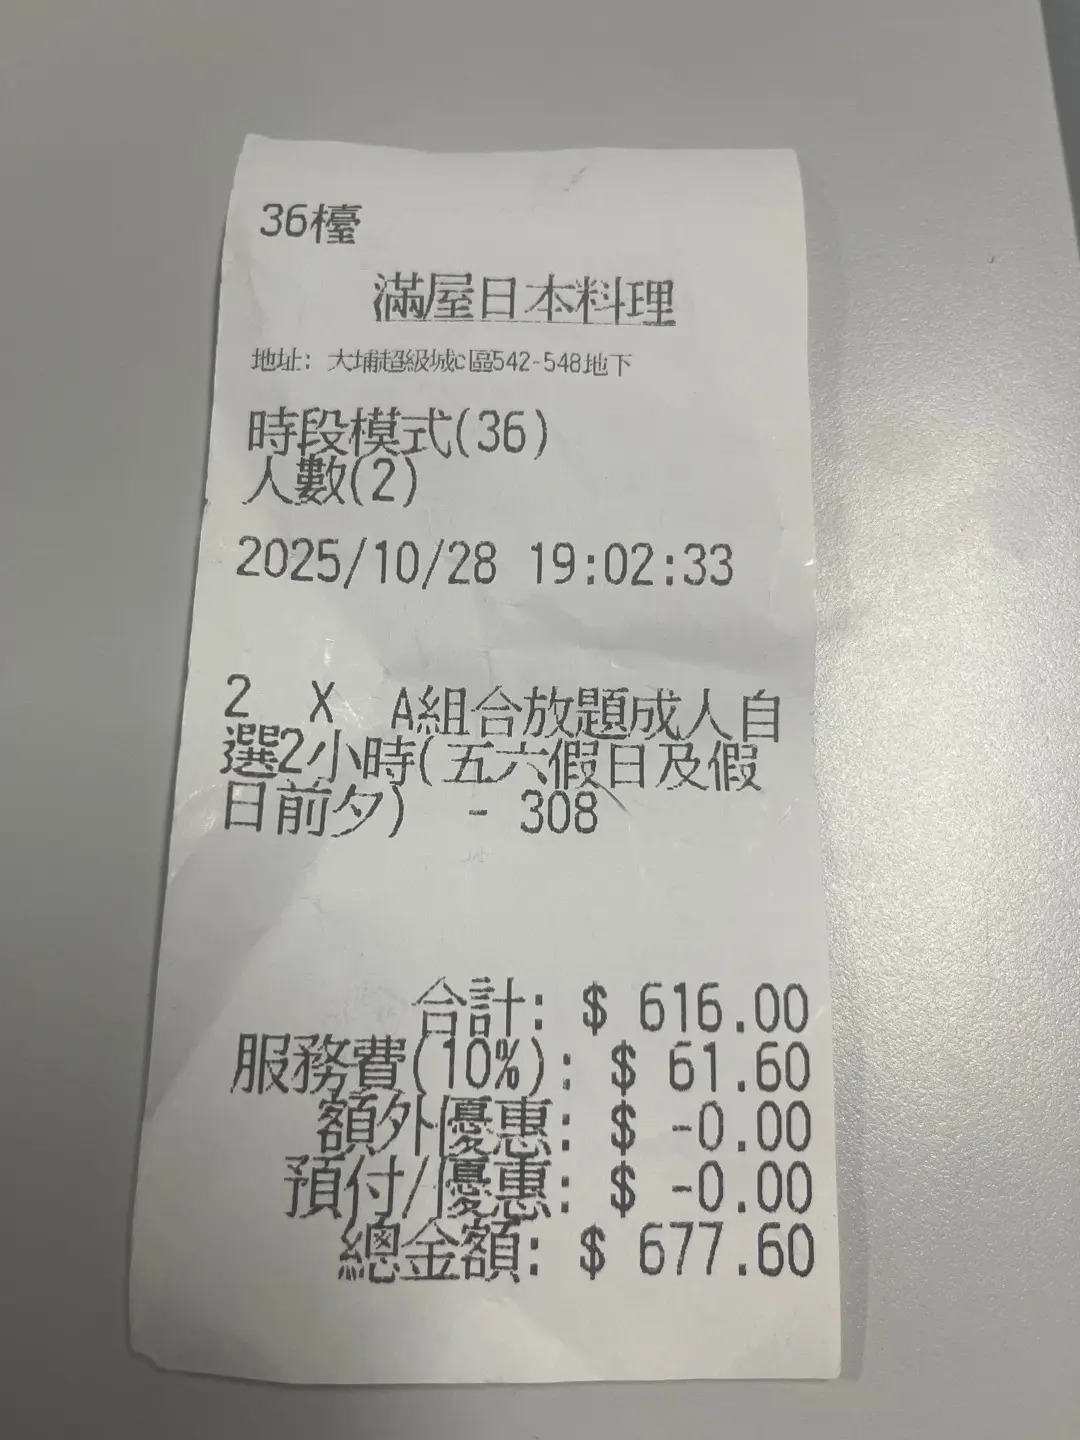 36檯
滿屋日本料理
地址: 大埔超級城c區542-548地下
時段模式(36)
人數(2)
2025/10/28 19:02:33
2 X A組合放題成人自
選2小時(五六假日及假
日前夕) - 308
合計: $ 616.00
服務費(10%): $ 61.60
額外優惠: $ -0.00
預付/優惠: $ -0.00
總金額: $ 677.60